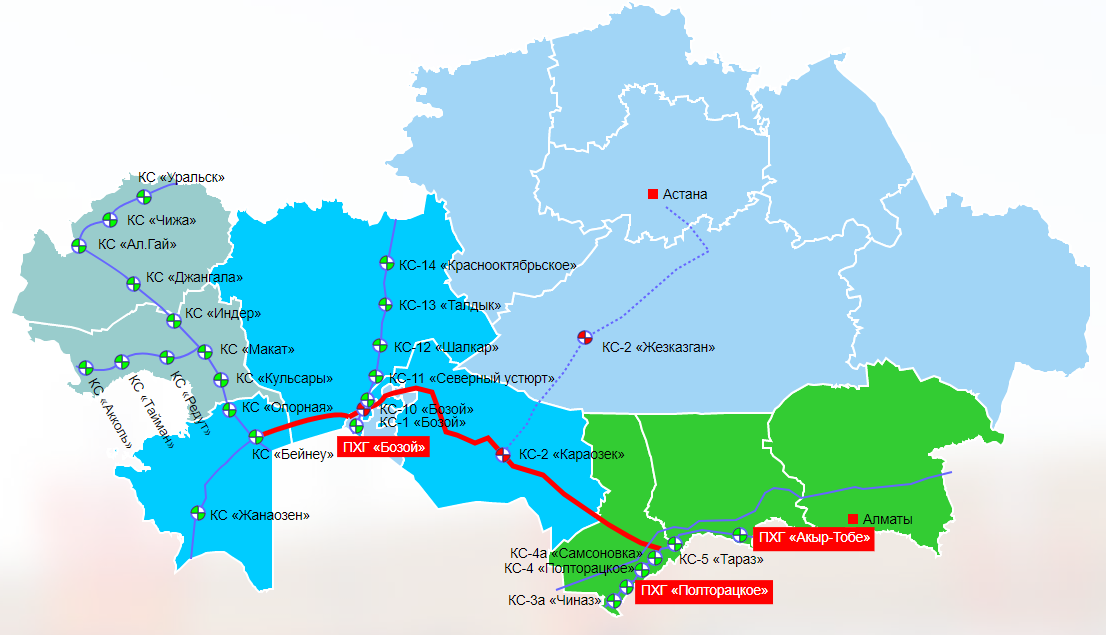 КС «Уральск»
Астана
КС «Чижа»
КС «Ал.Гай»
КС-14 «Краснооктябрьское»
КС «Джангала»
КС-13 «Талдык»
КС «Индер»
КС «Макат»
КС-12 «Шалкар»
КС-2 «Жезказган»
КС «Кульсары»
КС-11 «Северный устюрт»
КС «Акколь»
КС «Тайман»
КС «Редут»
КС «Опорная»
КС-10 «Бозой»
КС-1 «Бозой»
ПХГ «Бозой»
КС «Бейнеу»
КС-2 «Караозек»
КС «Жанаозен»
Алматы
ПХГ «Акыр-Тобе»
КС-4а «Самсоновка»
КС-5 «Тараз»
КС-4 «Полторацкое»
ПХГ «Полторацкое»
КС-3а «Чиназ»